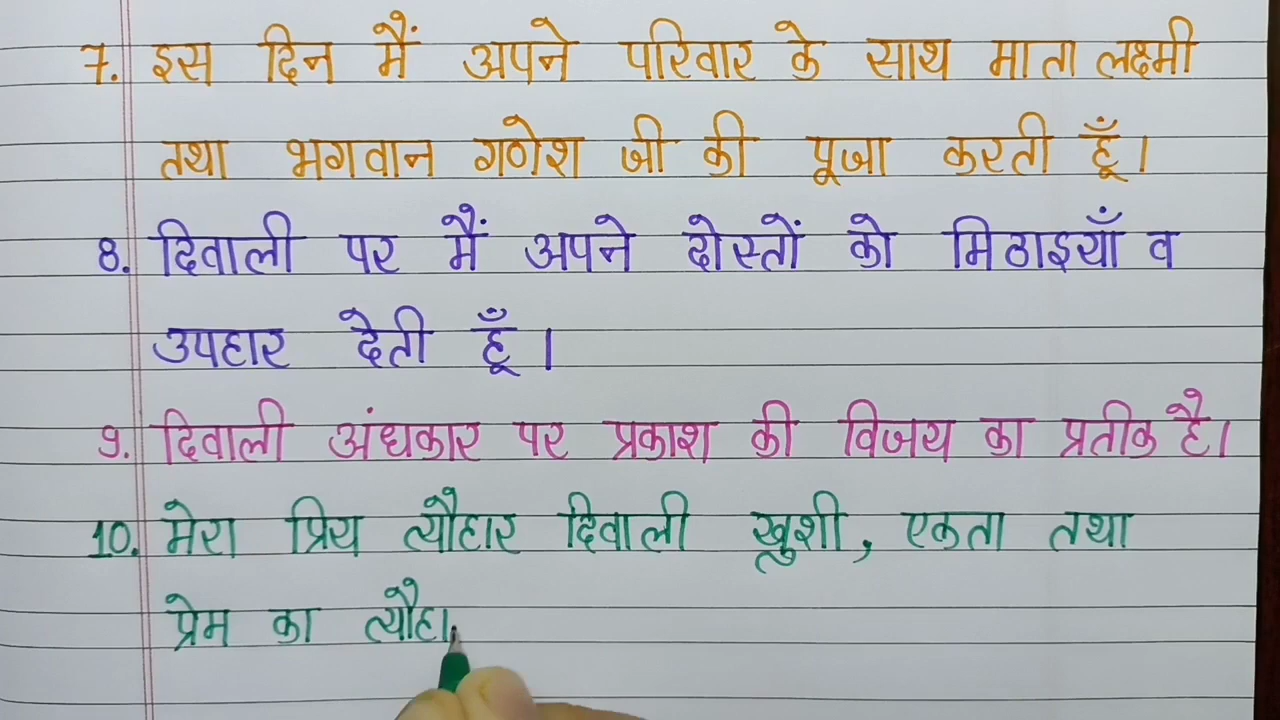 7. इस दिन मैं अपने परिवार के साथ माता लक्ष्मी
तथा भगवान गणेश जी की पूजा करती हूँ।
8. दिवाली पर मैं अपने दोस्तों को मिठाइयाँ व
उपहार देती हूँ।
9. दिवाली अंधकार पर प्रकाश की विजय का प्रतीक है।
10. मेरा प्रिय त्यौहार दिवाली खुशी, एकता तथा
प्रेम का त्यौहा